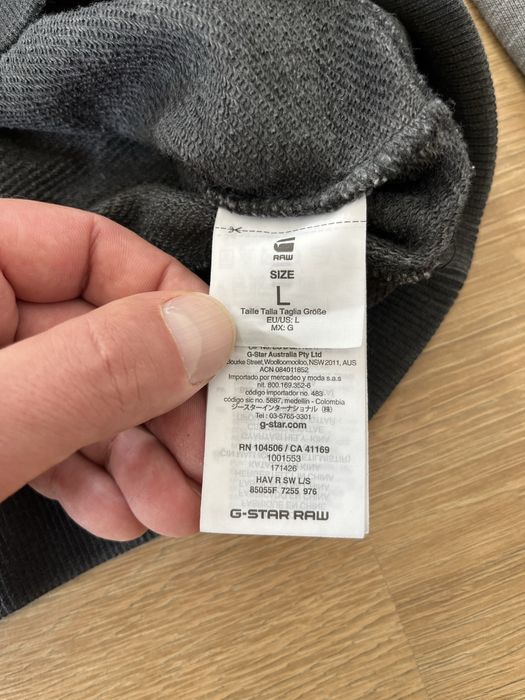 RAW
SIZE
L
Taille Talla Taglia Größe
EU/US: L
MX: G
G-Star Australia Pty Ltd
Bourke Street, Woolloomooloo, NSW 2011, AUS
ACN 084011852
Importado por mercadeo y moda s.a.s
nit. 800.169.352-6
código importador no. 483
código sic no. 5887, medellin - Colombia
ジースターインターナショナル（株）
Tel: 03-5765-3301
g-star.com
RN 104506 / CA 41169
1001553
171426
HAV R SW L/S
85055F 7255 976
G-STAR RAW